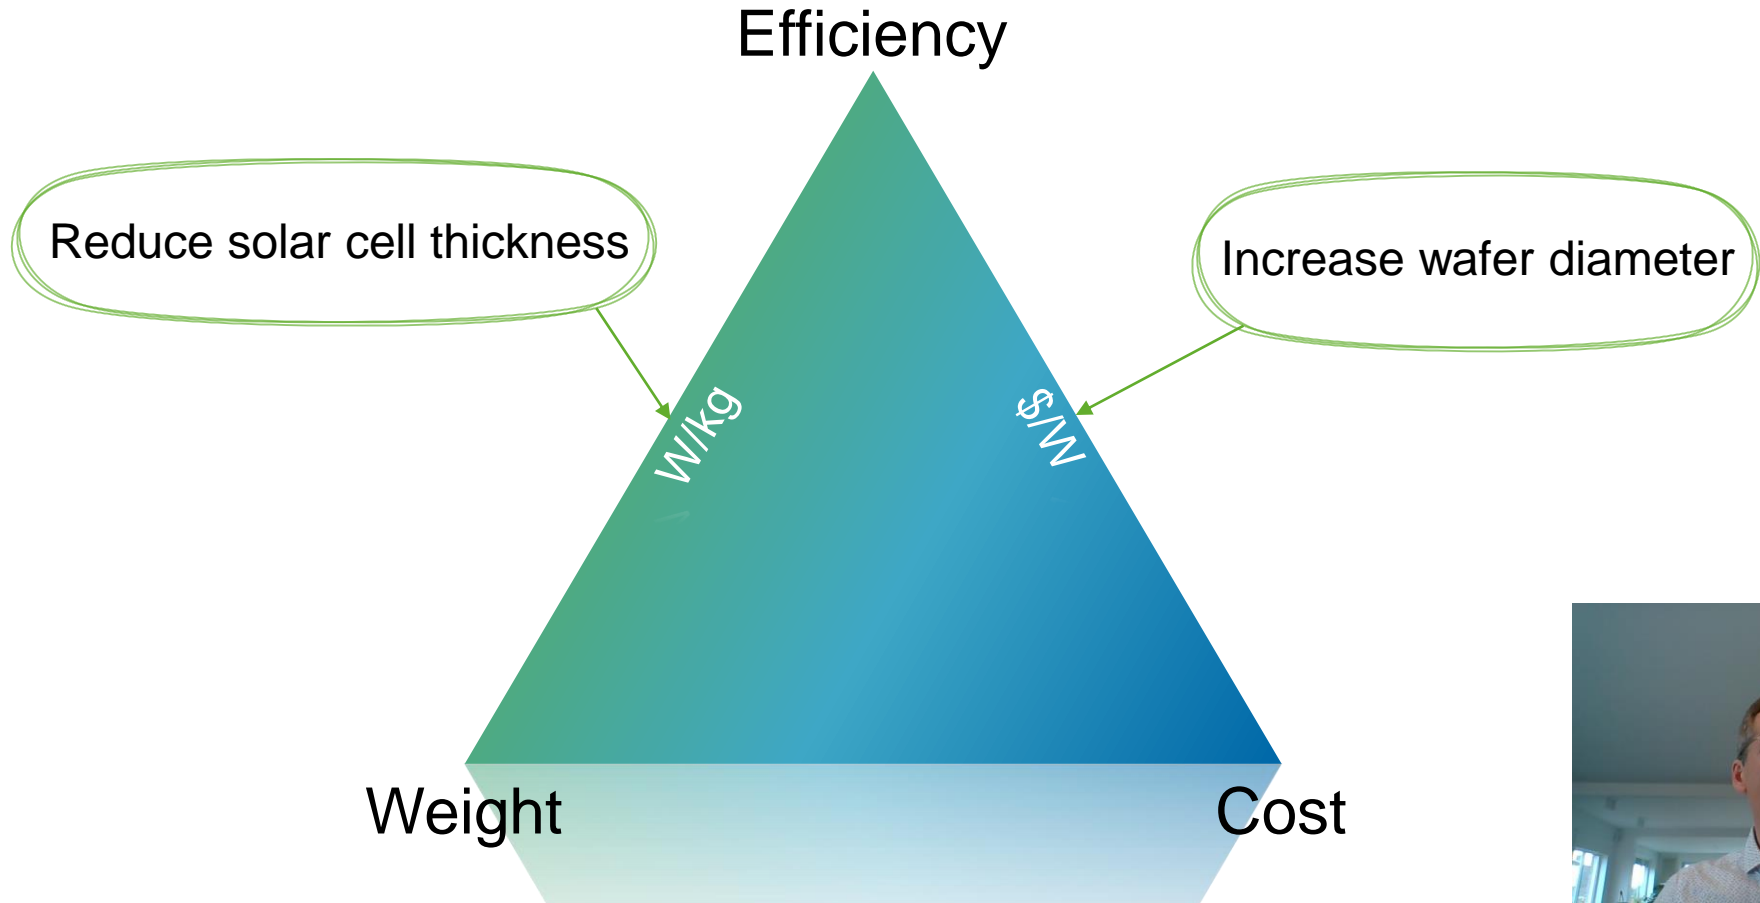 Efficiency
Reduce solar cell thickness
Increase wafer diameter
W/kg
$/W
Weight
Cost